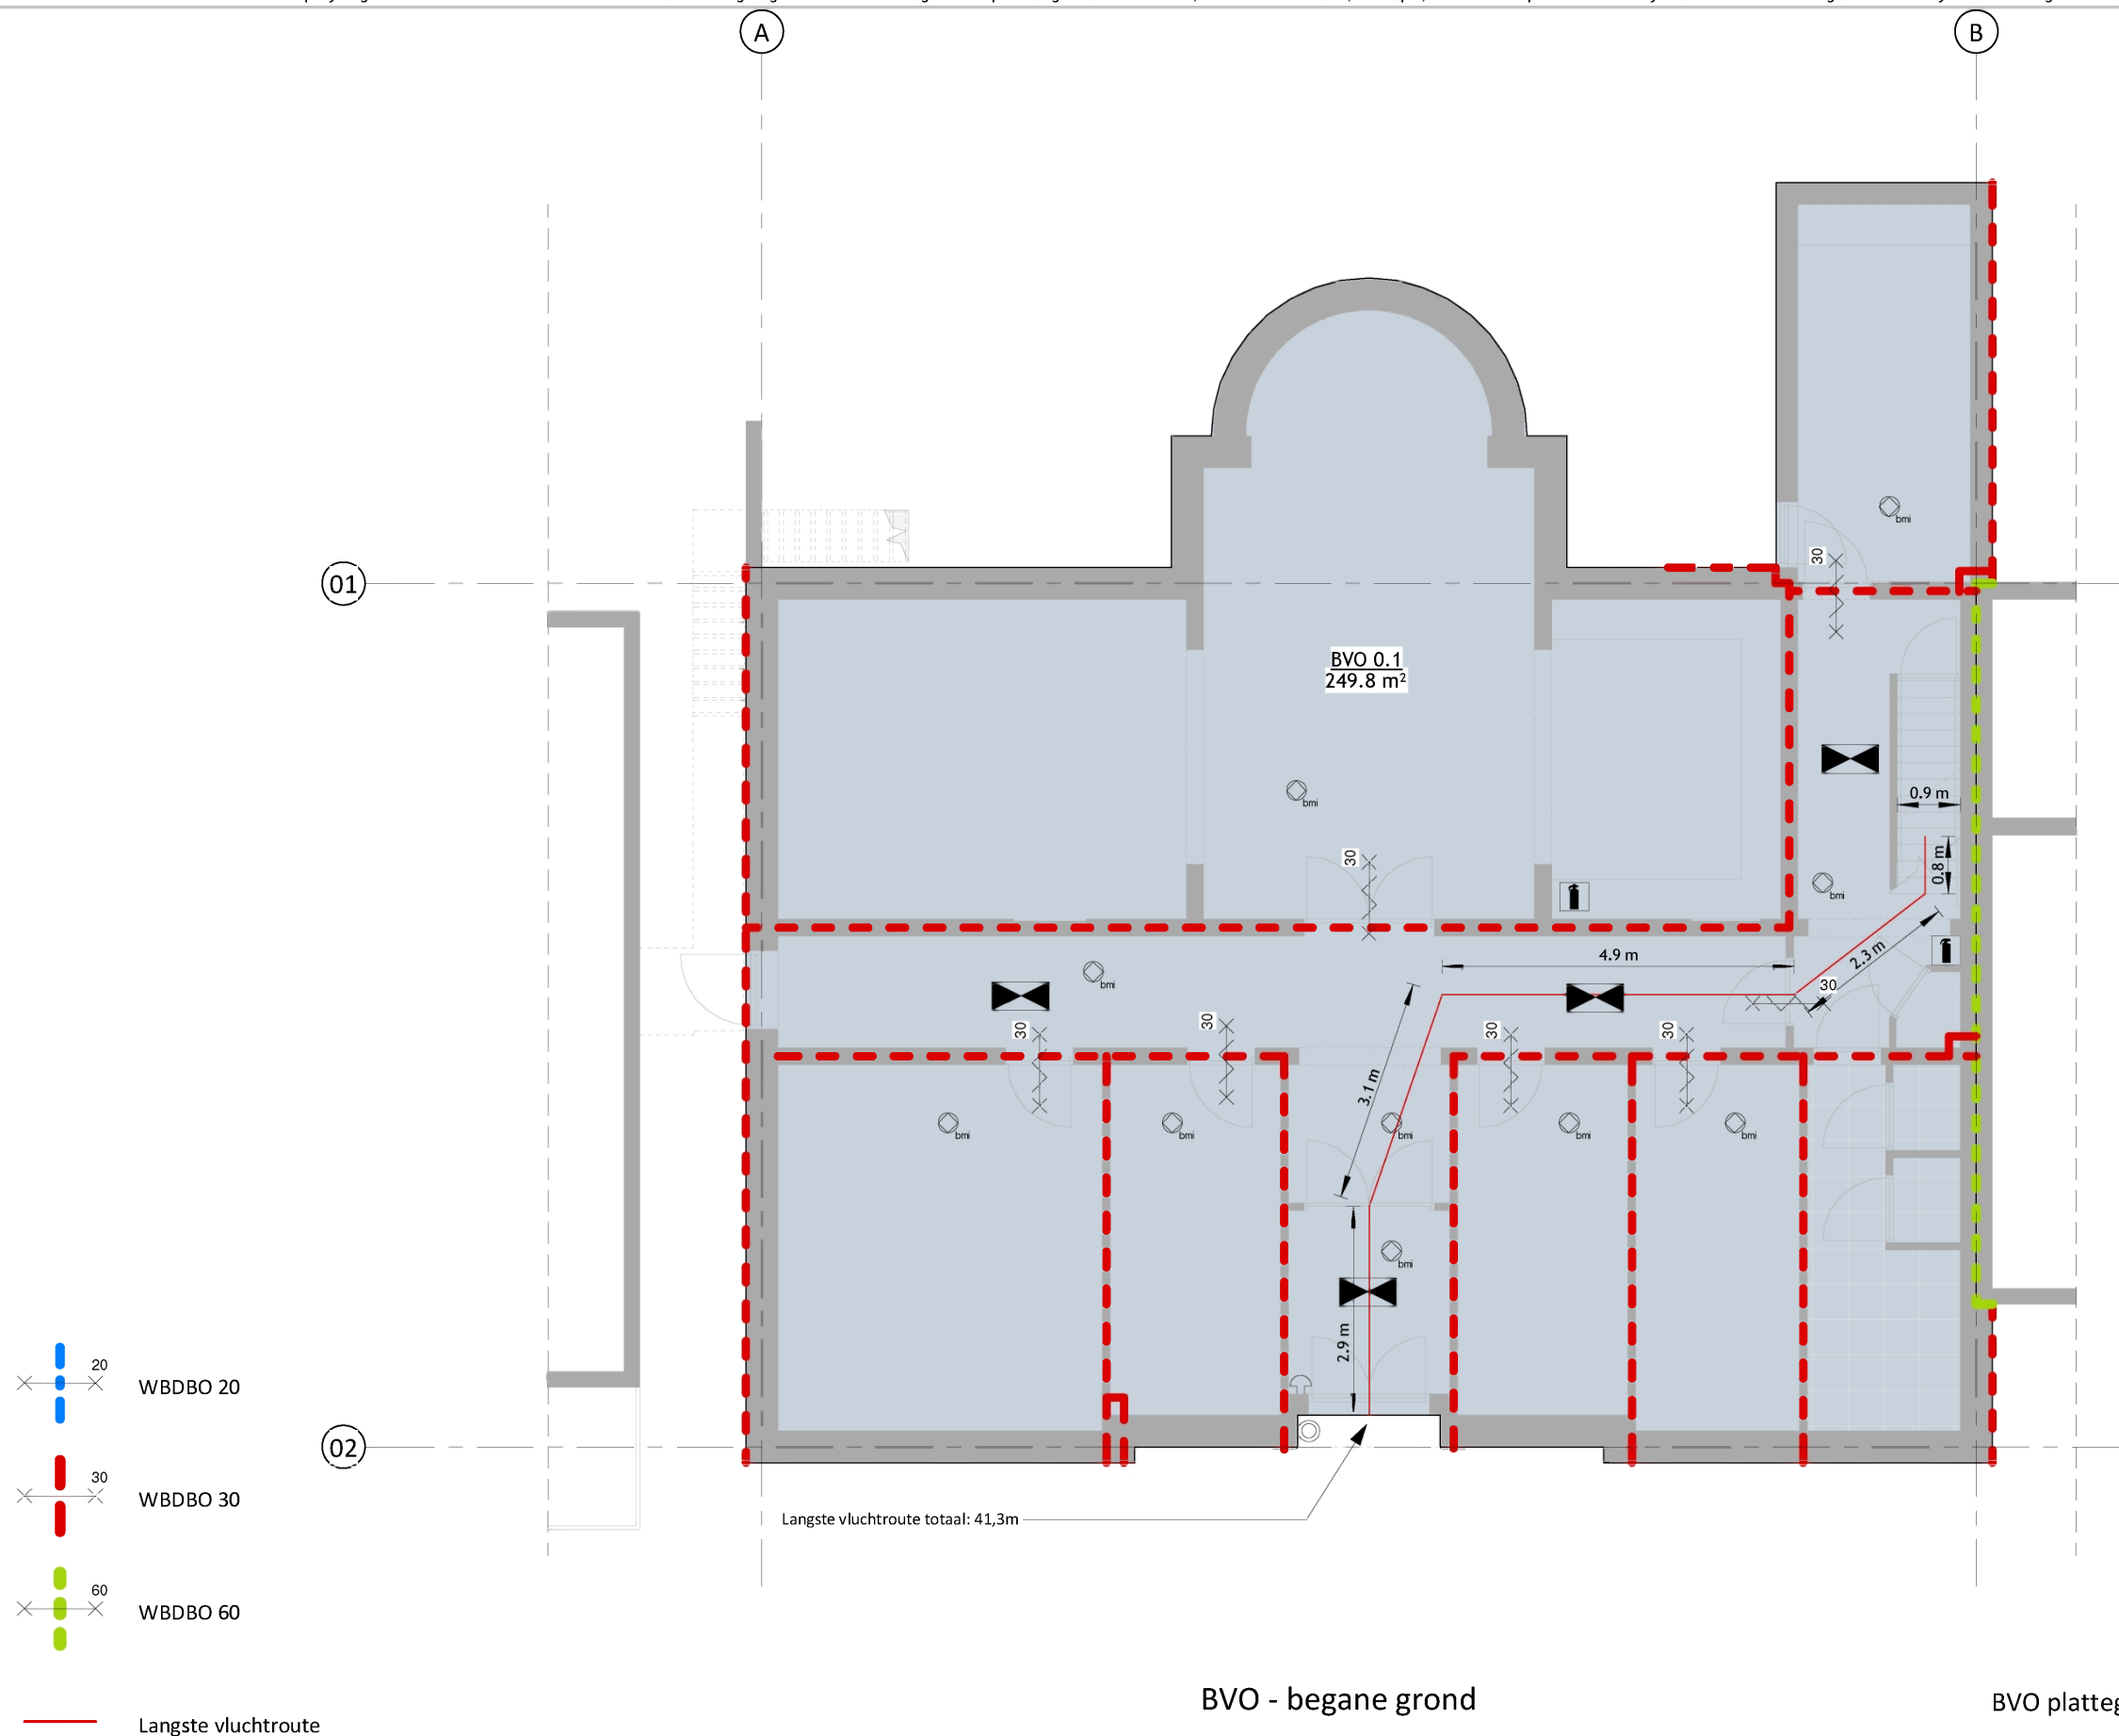 A
B
30
01
BVO 0.1
249.8 m²
bmi
bmi
0.9 m
30
0.8 m
bmi
4.9 m
2.3 m
bmi
30
30
30
30
30
3.1 m
bmi
bmi
bmi
bmi
bmi
bmi
2.9 m
20
WBDBO 20
02
30
WBDBO 30
Langste vluchtroute totaal: 41,3m
60
WBDBO 60
BVO - begane grond
BVO platteg
Langste vluchtroute